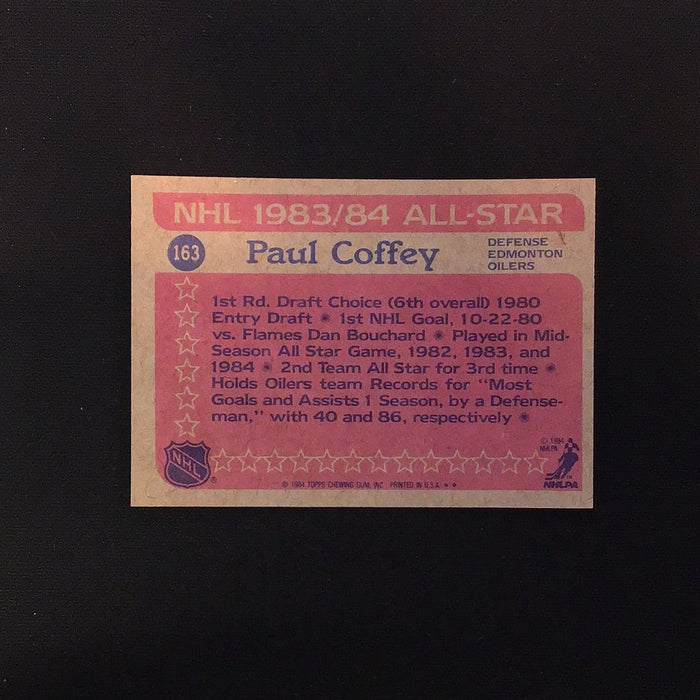 NHL 1983/84 ALL-STAR
163
Paul Coffey
DEFENSE
EDMONTON
OILERS
1st Rd. Draft Choice (6th overall) 1980
Entry Draft * 1st NHL Goal, 10-22-80
vs. Flames Dan Bouchard * Played in Mid-
Season All Star Game, 1982, 1983, and
1984 * 2nd Team All Star for 3rd time *
Holds Oilers team Records for "Most
Goals and Assists 1 Season, by a Defense-
man," with 40 and 86, respectively *
NHL
®
© 1984
NHLPA
NHLPA
™
© 1984 TOPPS CHEWING GUM, INC. PRINTED IN U.S.A. * *